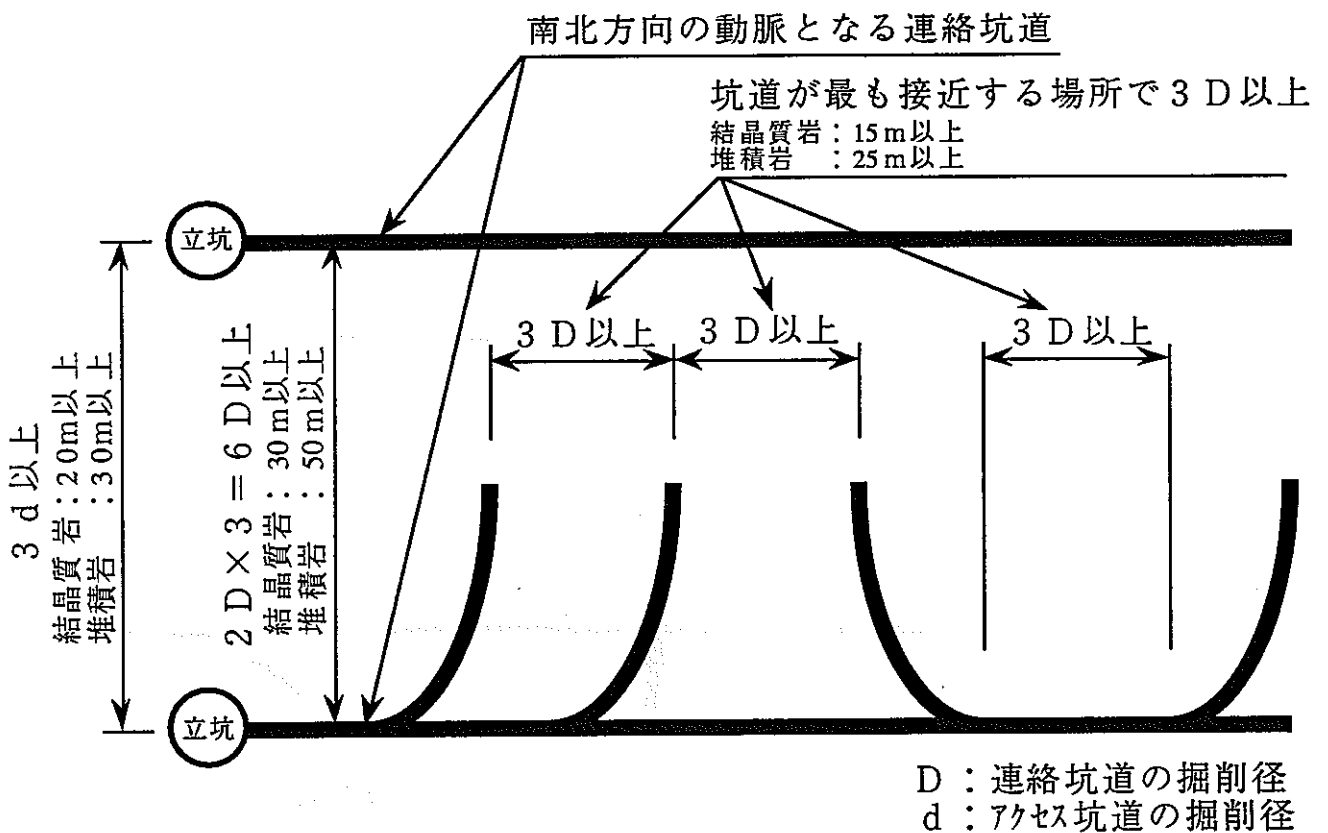 南北方向の動脈となる連絡坑道
坑道が最も接近する場所で3D以上
結晶質岩：15m以上
堆積岩　：25m以上
立坑
3D以上
3D以上
3D以上
3d以上
結晶質岩：20m以上
堆積岩　：30m以上
2D×3＝6D以上
結晶質岩：30m以上
堆積岩　：50m以上
立坑
D：連絡坑道の掘削径
d：アクセス坑道の掘削径